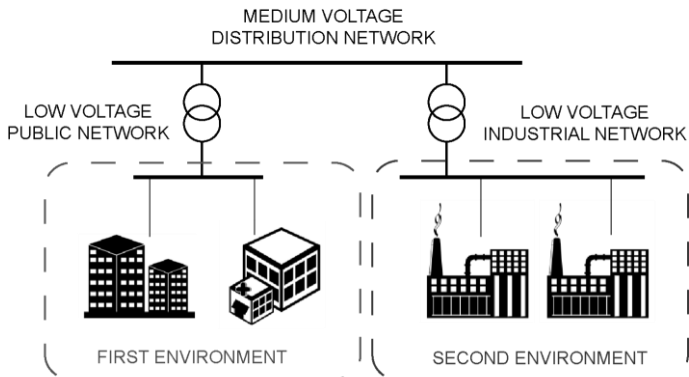 MEDIUM VOLTAGE
DISTRIBUTION NETWORK
LOW VOLTAGE
PUBLIC NETWORK
LOW VOLTAGE
INDUSTRIAL NETWORK
FIRST ENVIRONMENT
SECOND ENVIRONMENT